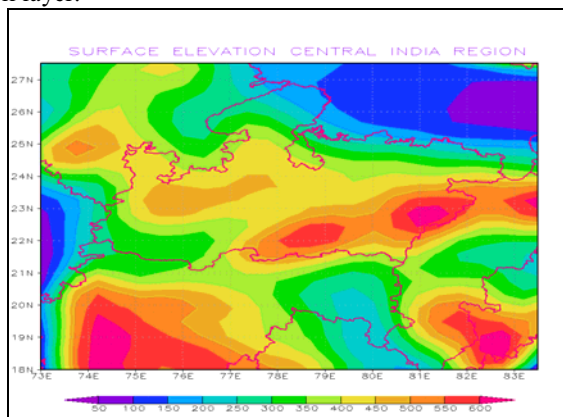 n layer.
SURFACE ELEVATION CENTRAL INDIA REGION
27N
26N
25N
24N
23N
22N
21N
20N
19N
18N
73E 74E 75E 76E 77E 78E 79E 80E 81E 82E 83E
50 100 150 200 250 300 350 400 450 500 550 600